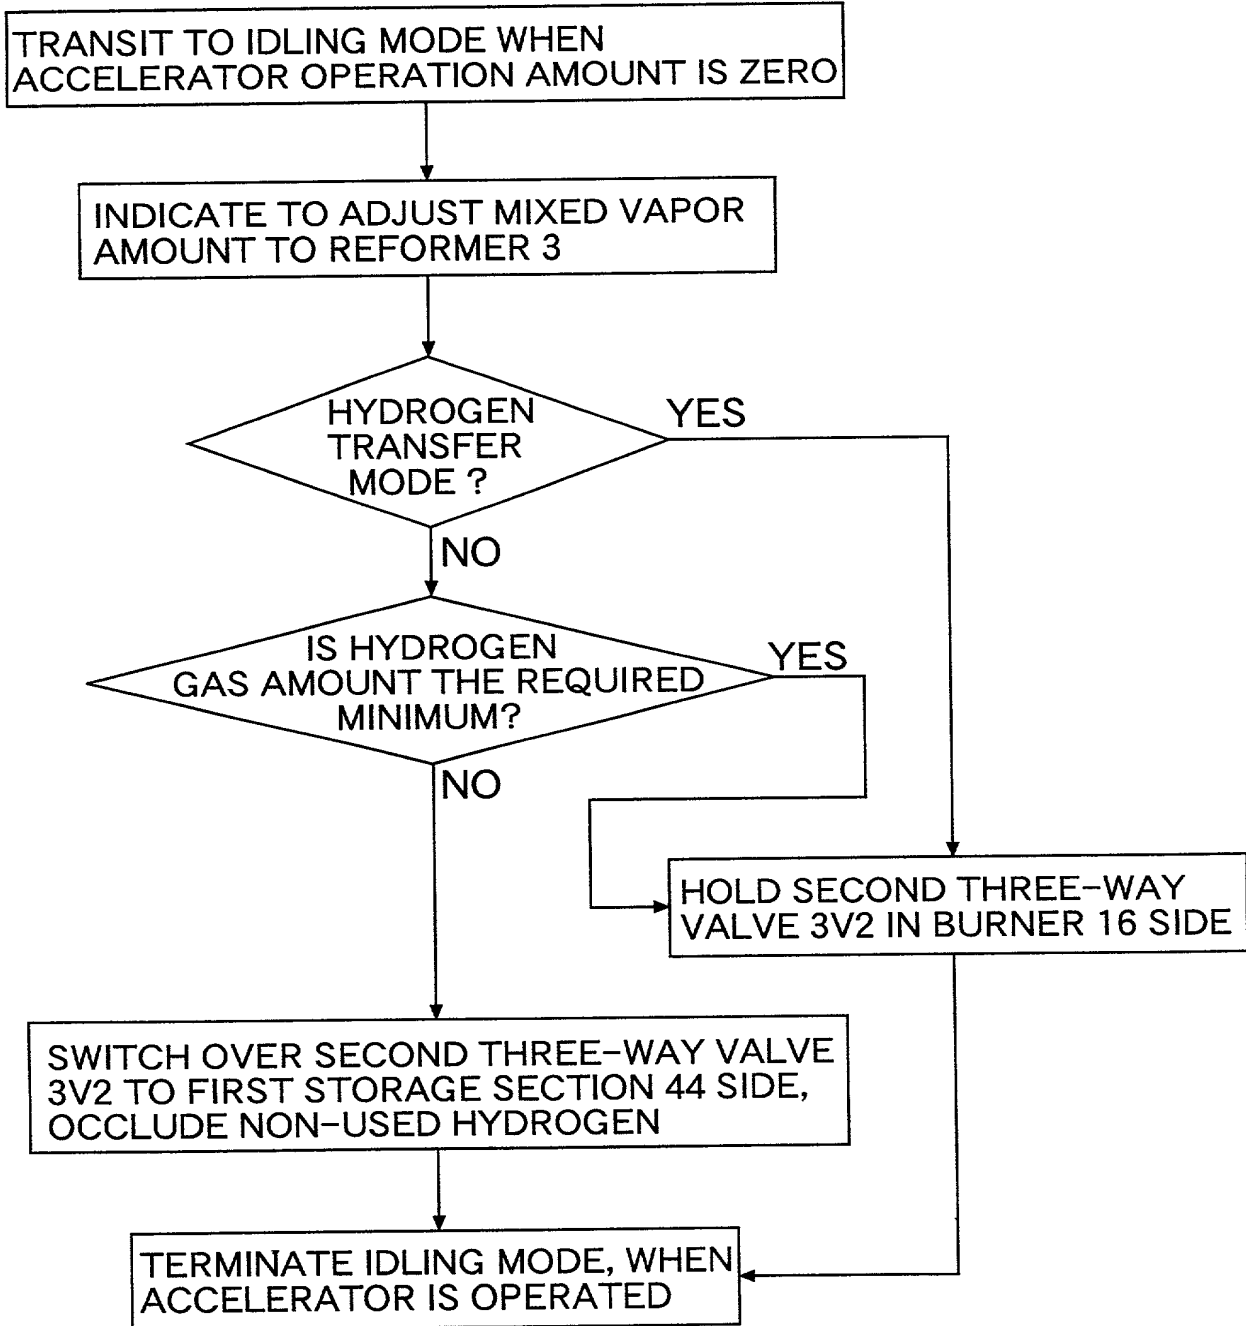 TRANSIT TO IDLING MODE WHEN
ACCELERATOR OPERATION AMOUNT IS ZERO
INDICATE TO ADJUST MIXED VAPOR
AMOUNT TO REFORMER 3
HYDROGEN
TRANSFER
MODE ?
YES
NO
IS HYDROGEN
GAS AMOUNT THE REQUIRED
MINIMUM?
YES
NO
HOLD SECOND THREE-WAY
VALVE 3V2 IN BURNER 16 SIDE
SWITCH OVER SECOND THREE-WAY VALVE
3V2 TO FIRST STORAGE SECTION 44 SIDE,
OCCLUDE NON-USED HYDROGEN
TERMINATE IDLING MODE, WHEN
ACCELERATOR IS OPERATED